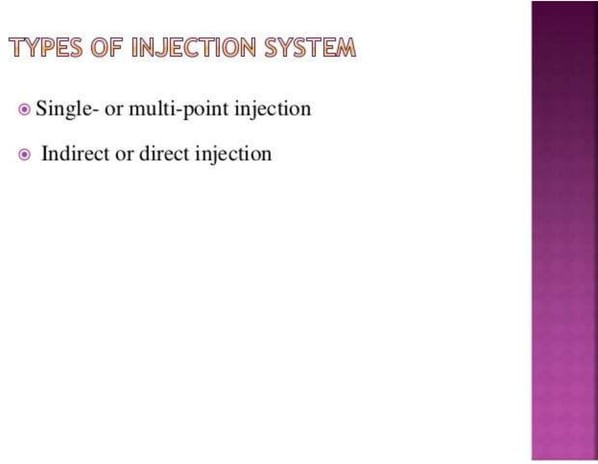 TYPES OF INJECTION SYSTEM
Single- or multi-point injection
Indirect or direct injection